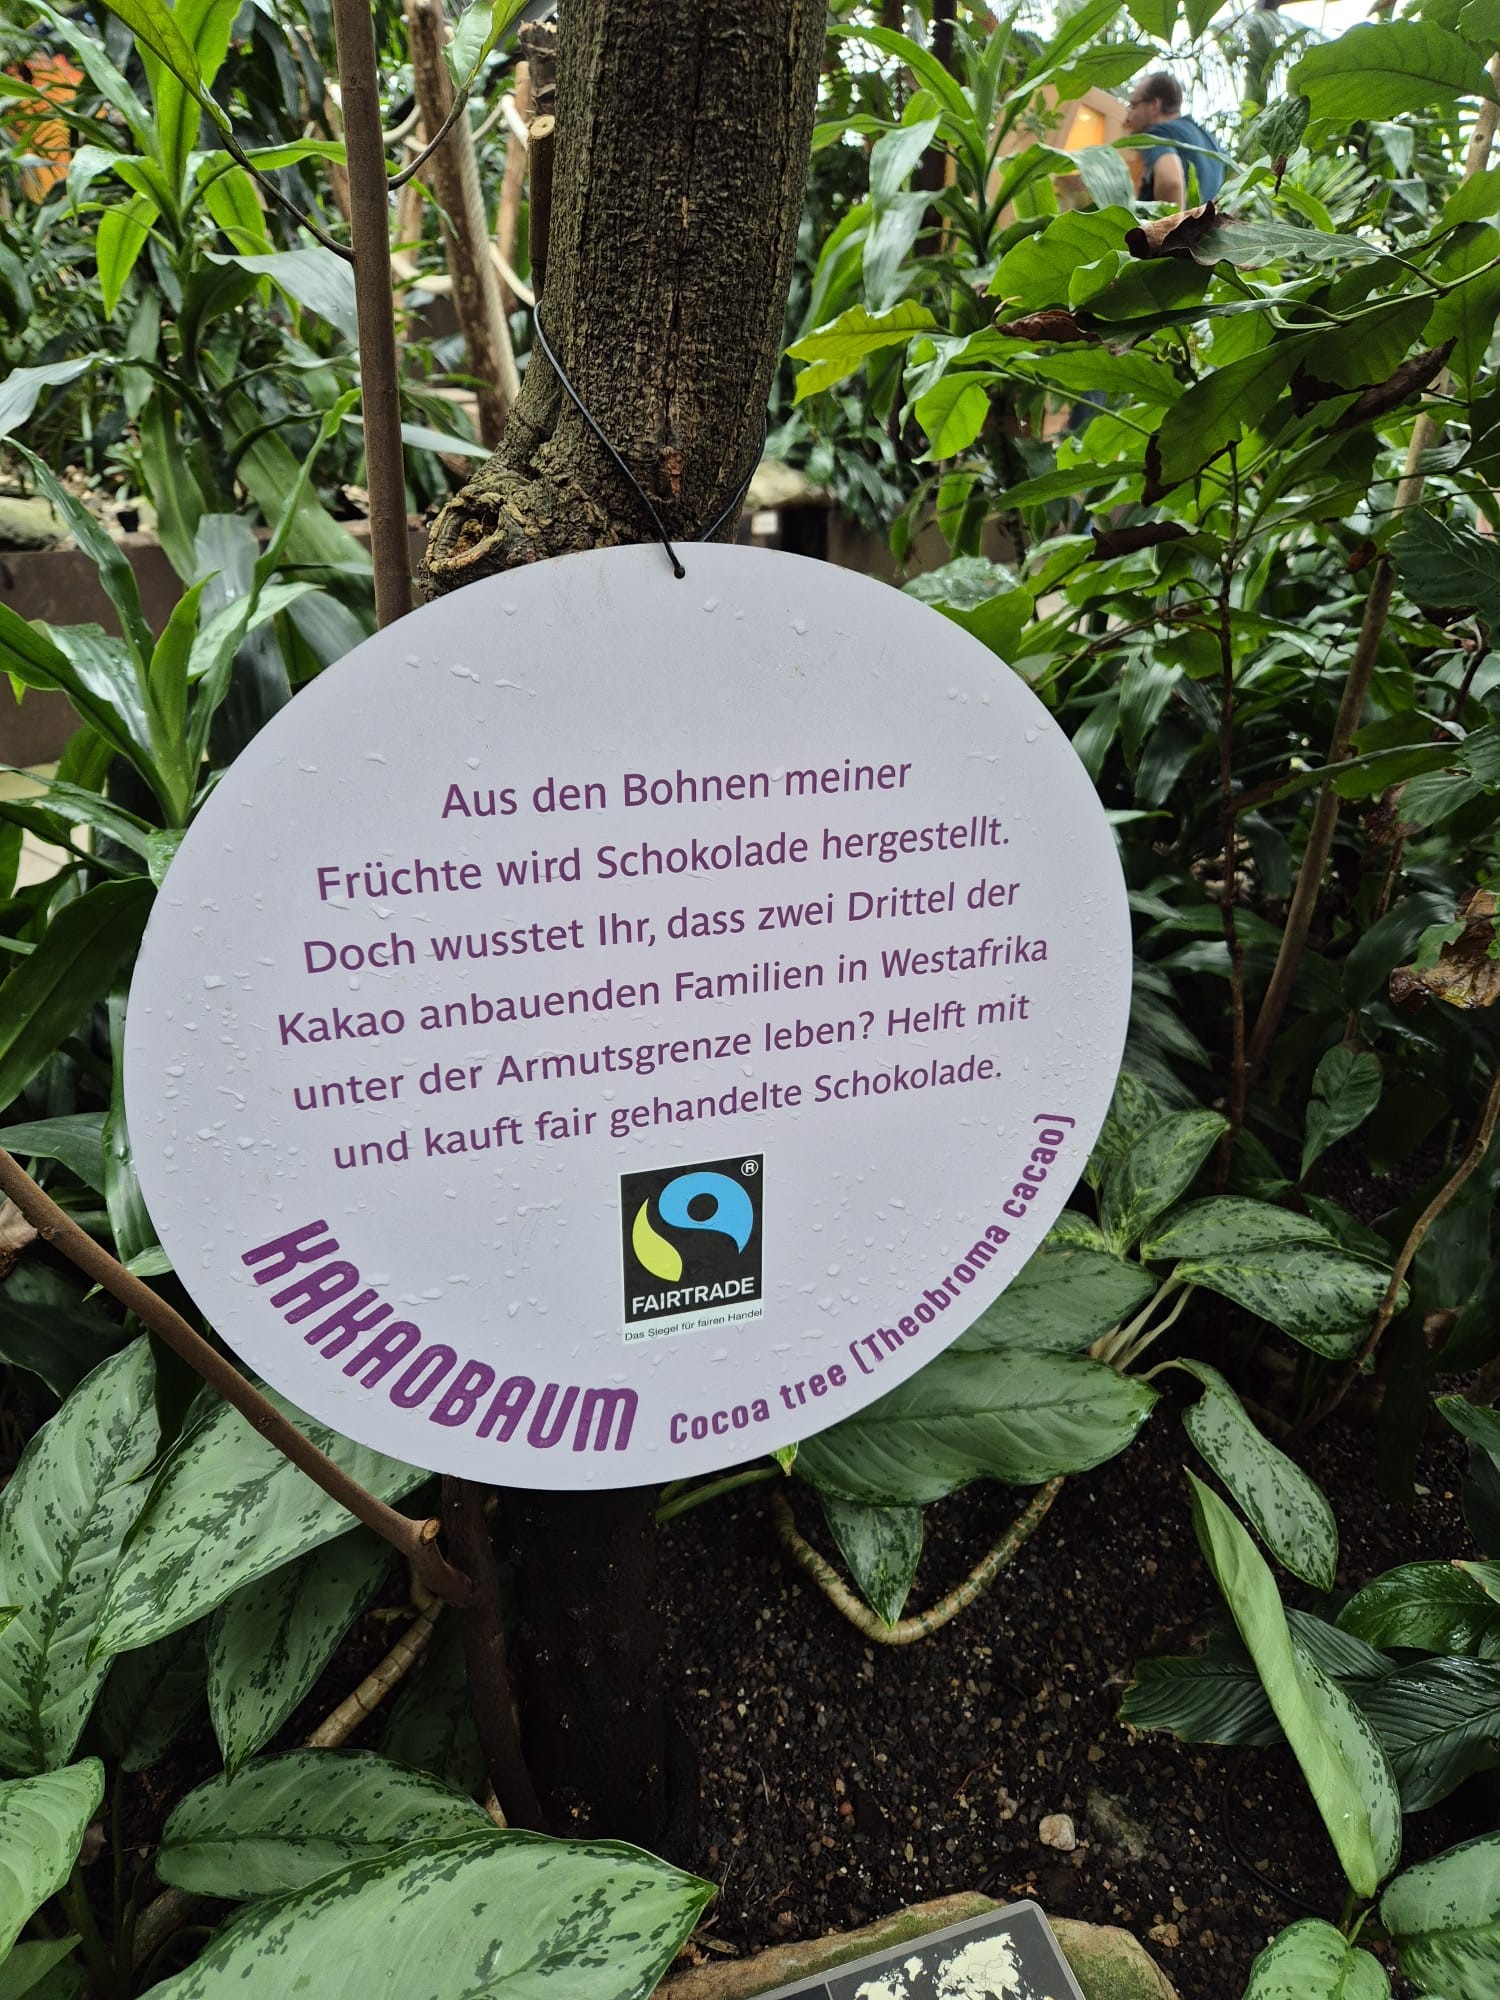 Aus den Bohnen meiner
Früchte wird Schokolade hergestellt.
Doch wusstet Ihr, dass zwei Drittel der
Kakao anbauenden Familien in Westafrika
unter der Armutsgrenze leben? Helft mit
und kauft fair gehandelte Schokolade.
®
FAIRTRADE
Das Siegel für fairen Handel
KAKAOBAUM Cocoa tree (Theobroma cacao)